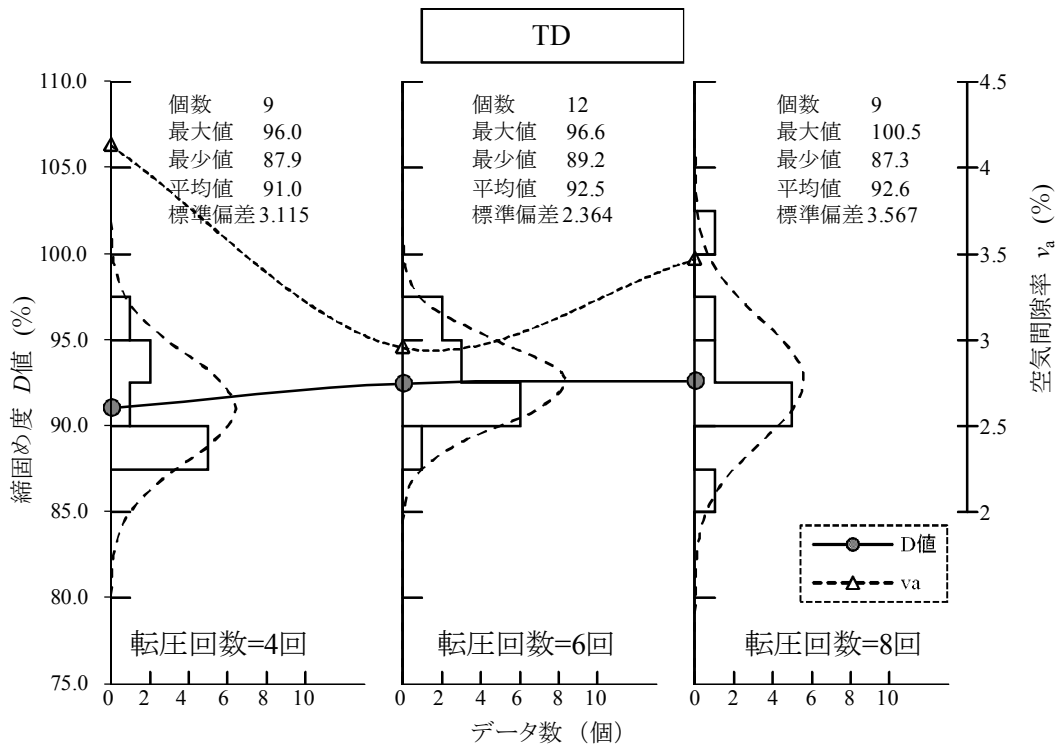 TD
110.0
105.0
100.0
95.0
90.0
85.0
80.0
75.0
締固め度 D値 (%)
個数 9
最大値 96.0
最少値 87.9
平均値 91.0
標準偏差 3.115
個数 12
最大値 96.6
最少値 89.2
平均値 92.5
標準偏差 2.364
個数 9
最大値 100.5
最少値 87.3
平均値 92.6
標準偏差 3.567
4.5
4
3.5
3
2.5
2
空気間隙率 va (%)
D値
va
転圧回数=4回
転圧回数=6回
転圧回数=8回
0 2 4 6 8 10
0 2 4 6 8 10
0 2 4 6 8 10
データ数 (個)